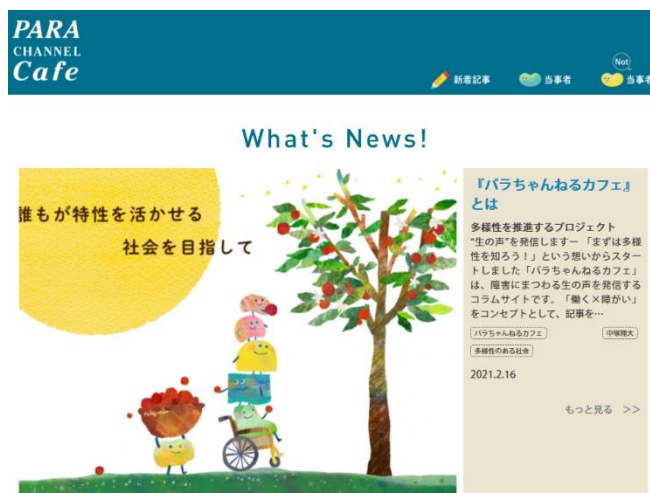 PARA
CHANNEL
Cafe
新着記事
当事者
Not
当事者
What's News!
誰もが特性を活かせる
社会を目指して
『パラちゃんねるカフェ』
とは
多様性を推進するプロジェクト
“生の声”を発信しますー「まずは多様
性を知ろう！」という想いからスター
トしました「パラちゃんねるカフェ」
は、障害にまつわる生の声を発信する
コラムサイトです。「働く×障がい」
をコンセプトとして、記事を…
パラちゃんねるカフェ
中塚翔大
多様性のある社会
2021.2.16
もっと見る >>